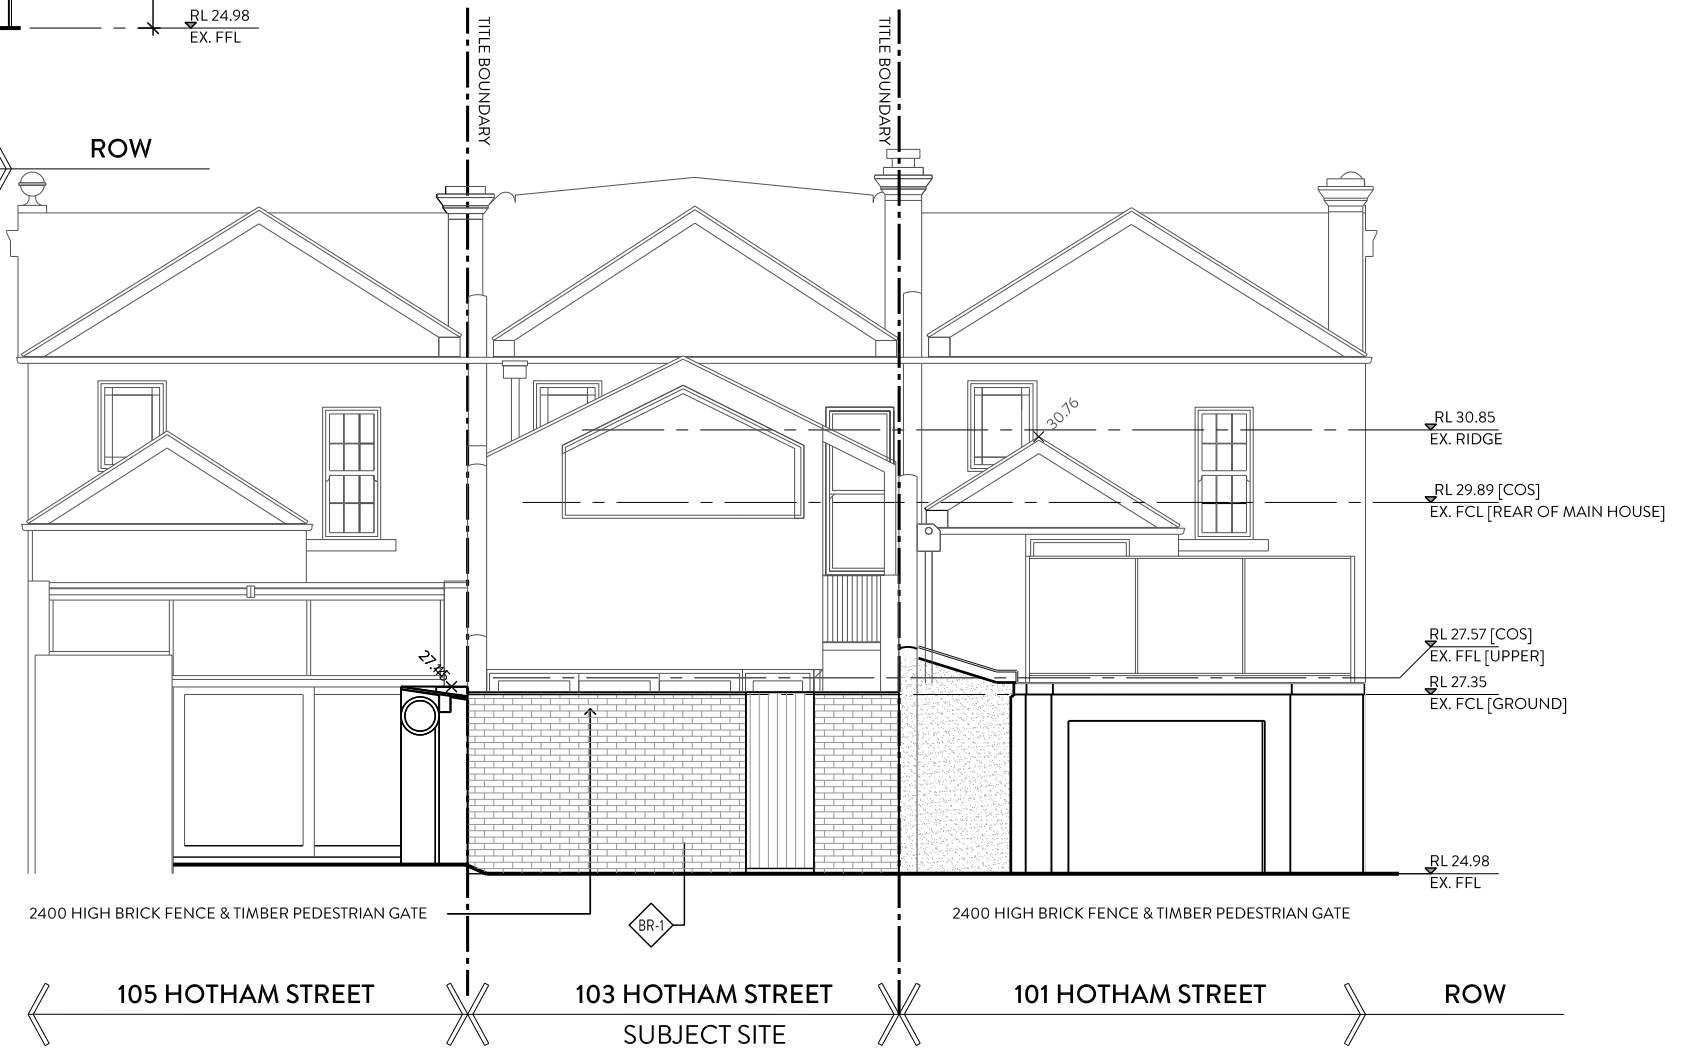 RL 24.98
EX. FFL
TITLE BOUNDARY
TITLE BOUNDARY
ROW
30.76
RL 30.85
EX. RIDGE
RL 29.89 [COS]
EX. FCL [REAR OF MAIN HOUSE]
RL 27.57 [COS]
EX. FFL [UPPER]
RL 27.35
EX. FCL [GROUND]
RL 24.98
EX. FFL
2400 HIGH BRICK FENCE & TIMBER PEDESTRIAN GATE
BR-1
2400 HIGH BRICK FENCE & TIMBER PEDESTRIAN GATE
105 HOTHAM STREET
103 HOTHAM STREET
101 HOTHAM STREET
ROW
SUBJECT SITE